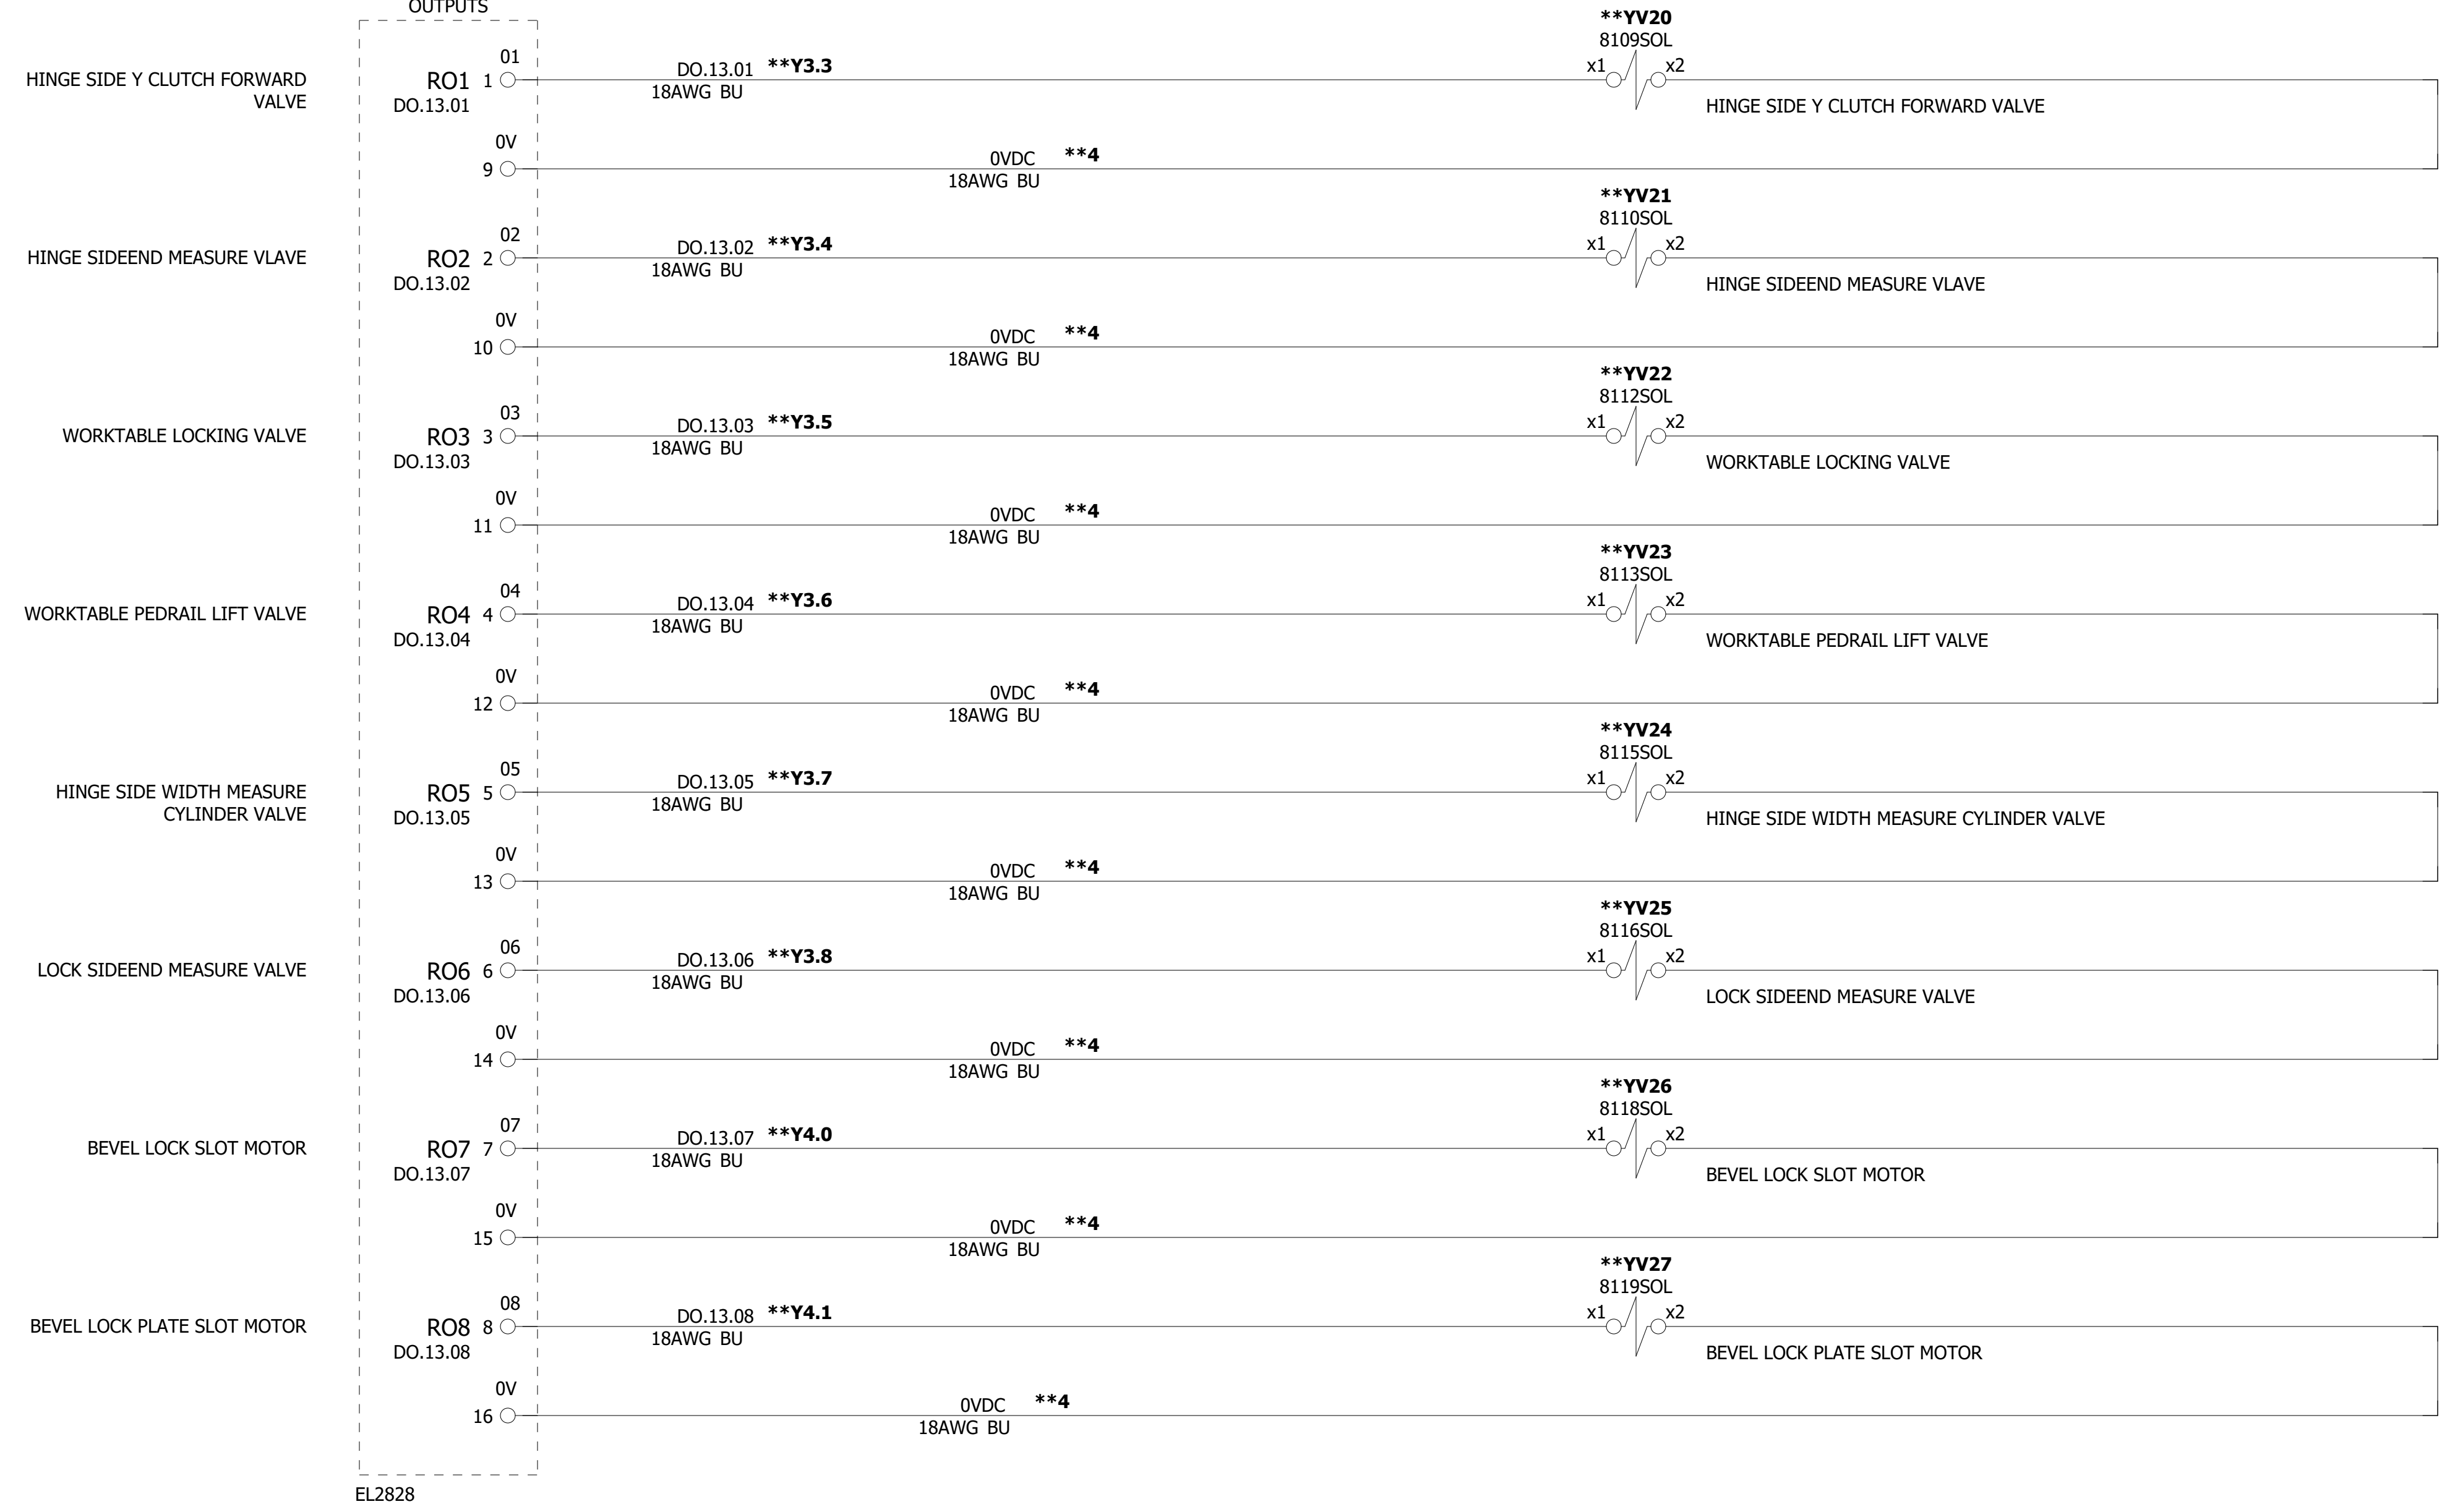 OUTPUTS
**YV20
8109SOL
HINGE SIDE Y CLUTCH FORWARD
VALVE
RO1 1 01
DO.13.01
DO.13.01 **Y3.3
18AWG BU
x1 x2
HINGE SIDE Y CLUTCH FORWARD VALVE
0V
9
0VDC **4
18AWG BU
**YV21
8110SOL
HINGE SIDEEND MEASURE VLAVE
RO2 2 02
DO.13.02
DO.13.02 **Y3.4
18AWG BU
x1 x2
HINGE SIDEEND MEASURE VLAVE
0V
10
0VDC **4
18AWG BU
**YV22
8112SOL
WORKTABLE LOCKING VALVE
RO3 3 03
DO.13.03
DO.13.03 **Y3.5
18AWG BU
x1 x2
WORKTABLE LOCKING VALVE
0V
11
0VDC **4
18AWG BU
**YV23
8113SOL
WORKTABLE PEDRAIL LIFT VALVE
RO4 4 04
DO.13.04
DO.13.04 **Y3.6
18AWG BU
x1 x2
WORKTABLE PEDRAIL LIFT VALVE
0V
12
0VDC **4
18AWG BU
**YV24
8115SOL
HINGE SIDE WIDTH MEASURE
CYLINDER VALVE
RO5 5 05
DO.13.05
DO.13.05 **Y3.7
18AWG BU
x1 x2
HINGE SIDE WIDTH MEASURE CYLINDER VALVE
0V
13
0VDC **4
18AWG BU
**YV25
8116SOL
LOCK SIDEEND MEASURE VALVE
RO6 6 06
DO.13.06
DO.13.06 **Y3.8
18AWG BU
x1 x2
LOCK SIDEEND MEASURE VALVE
0V
14
0VDC **4
18AWG BU
**YV26
8118SOL
BEVEL LOCK SLOT MOTOR
RO7 7 07
DO.13.07
DO.13.07 **Y4.0
18AWG BU
x1 x2
BEVEL LOCK SLOT MOTOR
0V
15
0VDC **4
18AWG BU
**YV27
8119SOL
BEVEL LOCK PLATE SLOT MOTOR
RO8 8 08
DO.13.08
DO.13.08 **Y4.1
18AWG BU
x1 x2
BEVEL LOCK PLATE SLOT MOTOR
0V
16
0VDC **4
18AWG BU
EL2828